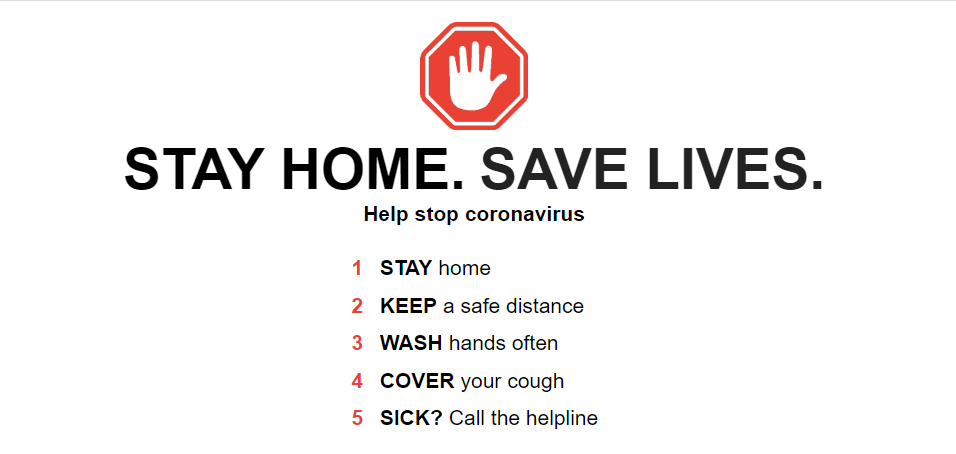 STAY HOME. SAVE LIVES.
Help stop coronavirus
1 STAY home
2 KEEP a safe distance
3 WASH hands often
4 COVER your cough
5 SICK? Call the helpline